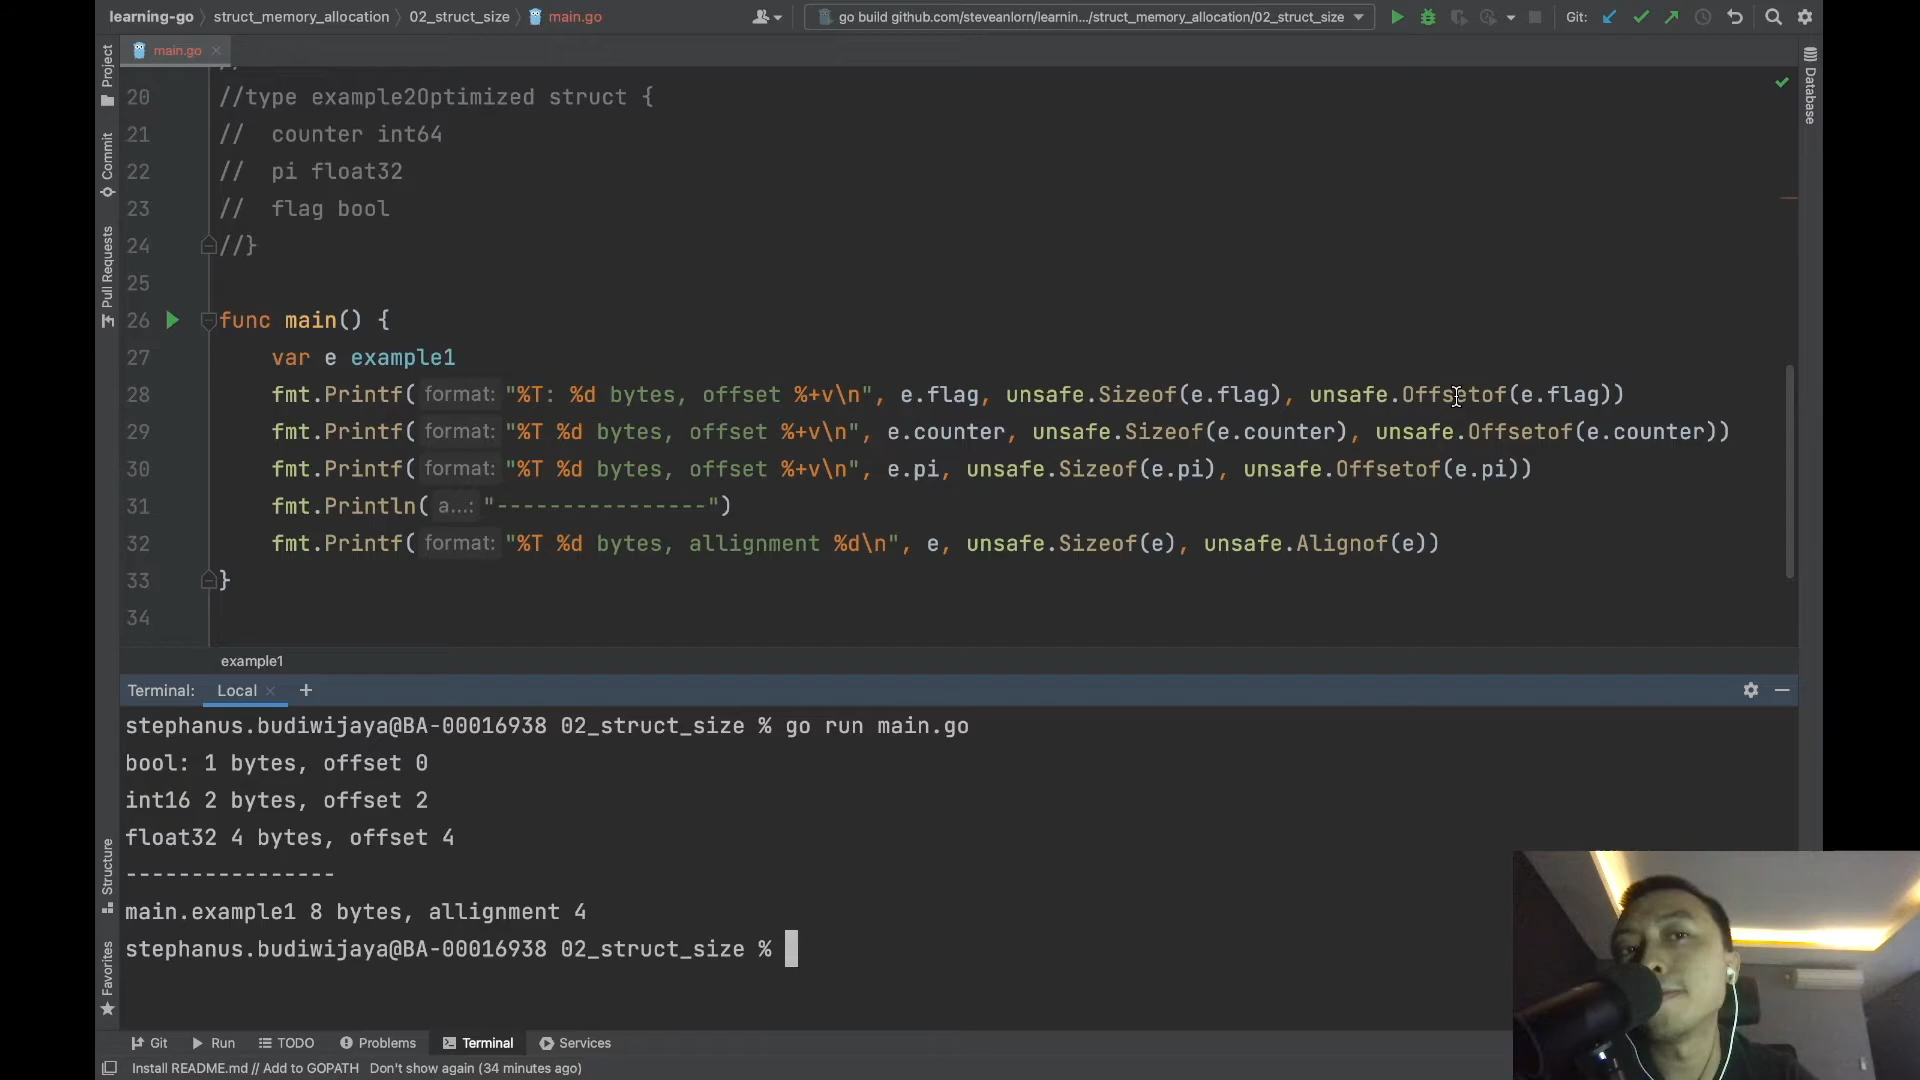 learning-go struct_memory_allocation 02_struct_size main.go go build github.com/steveanlorn/learnin.../struct_memory_allocation/02_struct_size Git:
main.go
Project
Commit
Pull Requests
Structure
Favorites
Database
20 //type example2Optimized struct {
21 // counter int64
22 // pi float32
23 // flag bool
24 //}
25
26 func main() {
27 var e example1
28 fmt.Printf( format: "%T: %d bytes, offset %+v\n", e.flag, unsafe.Sizeof(e.flag), unsafe.Offsetof(e.flag))
29 fmt.Printf( format: "%T %d bytes, offset %+v\n", e.counter, unsafe.Sizeof(e.counter), unsafe.Offsetof(e.counter))
30 fmt.Printf( format: "%T %d bytes, offset %+v\n", e.pi, unsafe.Sizeof(e.pi), unsafe.Offsetof(e.pi))
31 fmt.Println( a...: "----------------")
32 fmt.Printf( format: "%T %d bytes, allignment %d\n", e, unsafe.Sizeof(e), unsafe.Alignof(e))
33 }
34
example1
Terminal: Local +
stephanus.budiwijaya@BA-00016938 02_struct_size % go run main.go
bool: 1 bytes, offset 0
int16 2 bytes, offset 2
float32 4 bytes, offset 4
----------------
main.example1 8 bytes, allignment 4
stephanus.budiwijaya@BA-00016938 02_struct_size %
Git Run TODO Problems Terminal Services
Install README.md // Add to GOPATH Don't show again (34 minutes ago)